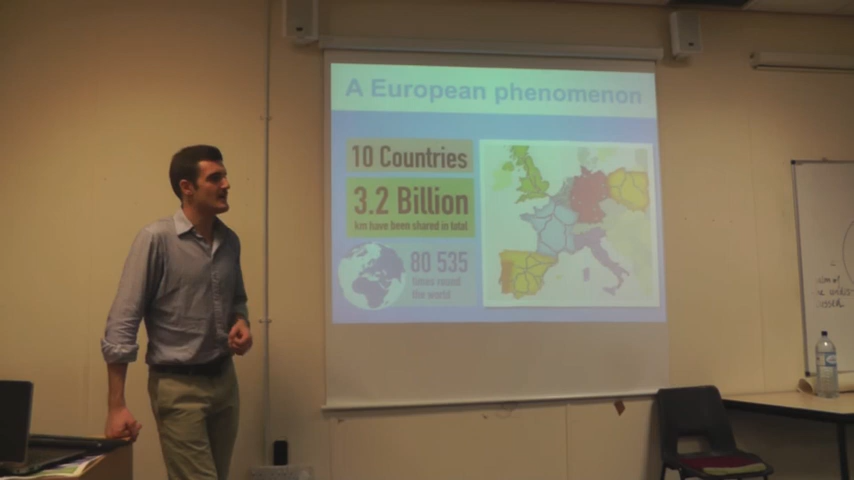 A European phenomenon
10 Countries
3.2 Billion
km have been shared in total
80 535
times round
the world